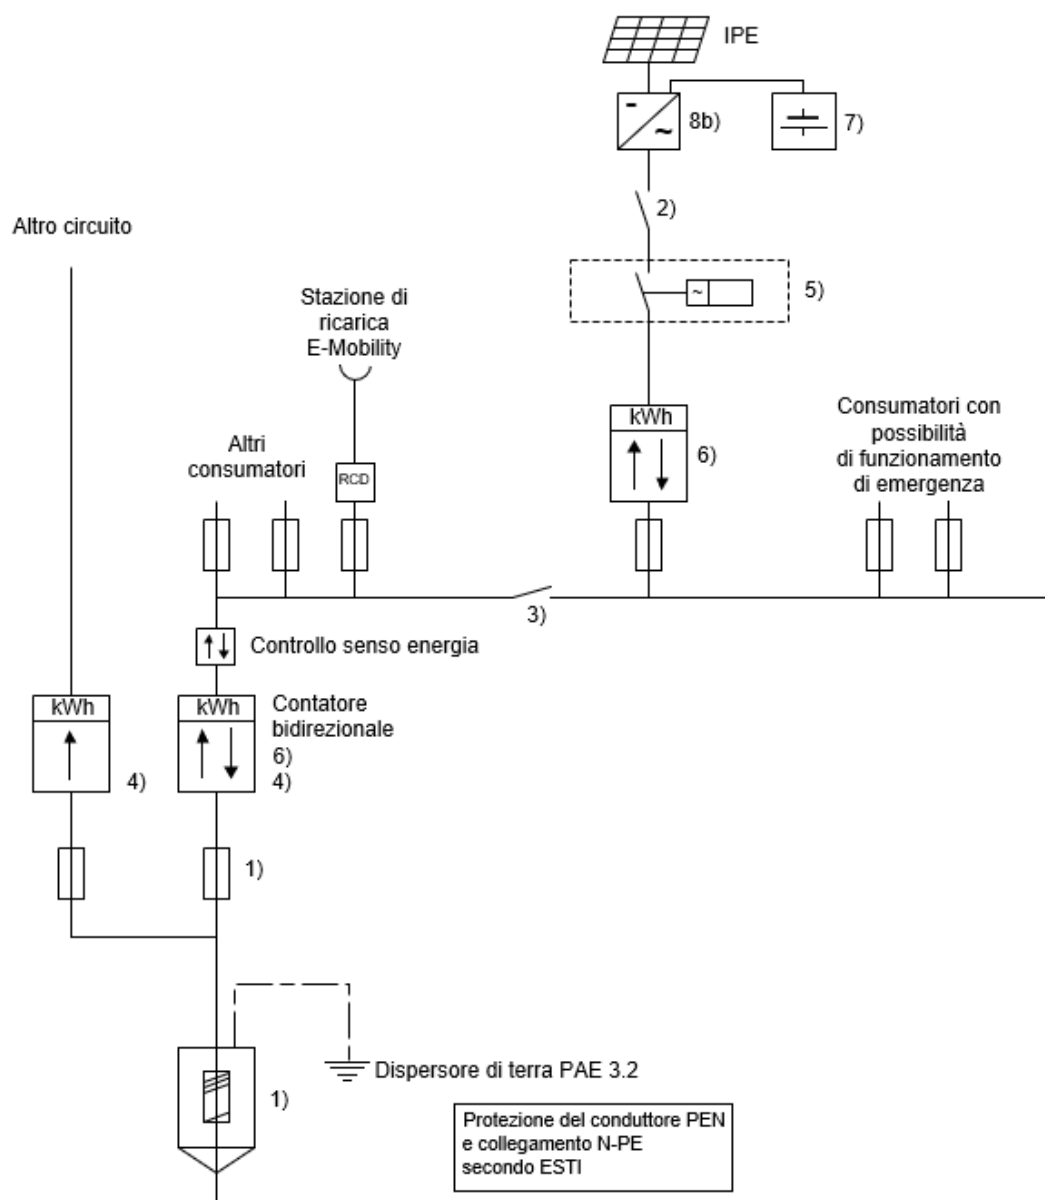 IPE
-
~
8b)
7)
2)
Altro circuito
~
5)
Stazione di
ricarica
E-Mobility
kWh
6)
Consumatori con
possibilità
di funzionamento
di emergenza
Altri
consumatori
RCD
3)
Controllo senso energia
kWh
4)
kWh
Contatore
bidirezionale
6)
4)
1)
Dispersore di terra PAE 3.2
1)
Protezione del conduttore PEN
e collegamento N-PE
secondo ESTI